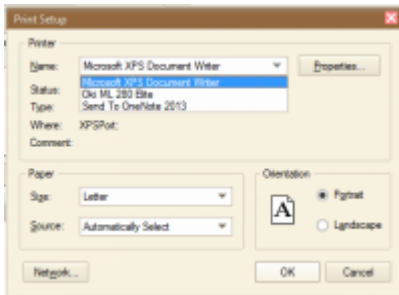 Print Setup
Printer
Name: Microsoft XPS Document Writer Properties...
Microsoft XPS Document Writer
Status: Oki ML 280 Elite
Type: Send To OneNote 2013
Where: XPSPort:
Comment:
Paper Orientation
Size: Letter Portrait
A
Source: Automatically Select Landscape
Network... OK Cancel